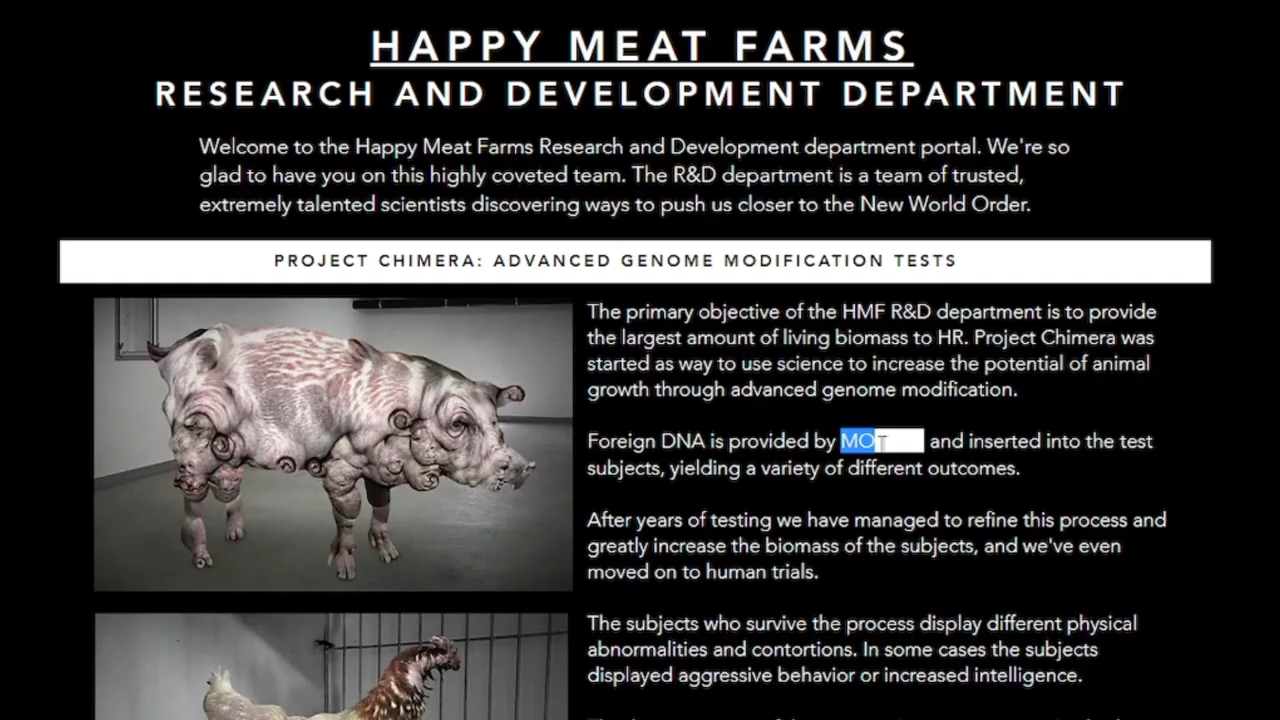 HAPPY MEAT FARMS
RESEARCH AND DEVELOPMENT DEPARTMENT
Welcome to the Happy Meat Farms Research and Development department portal. We're so
glad to have you on this highly coveted team. The R&D department is a team of trusted,
extremely talented scientists discovering ways to push us closer to the New World Order.
PROJECT CHIMERA: ADVANCED GENOME MODIFICATION TESTS
The primary objective of the HMF R&D department is to provide
the largest amount of living biomass to HR. Project Chimera was
started as way to use science to increase the potential of animal
growth through advanced genome modification.
Foreign DNA is provided by MO and inserted into the test
subjects, yielding a variety of different outcomes.
After years of testing we have managed to refine this process and
greatly increase the biomass of the subjects, and we've even
moved on to human trials.
The subjects who survive the process display different physical
abnormalities and contortions. In some cases the subjects
displayed aggressive behavior or increased intelligence.